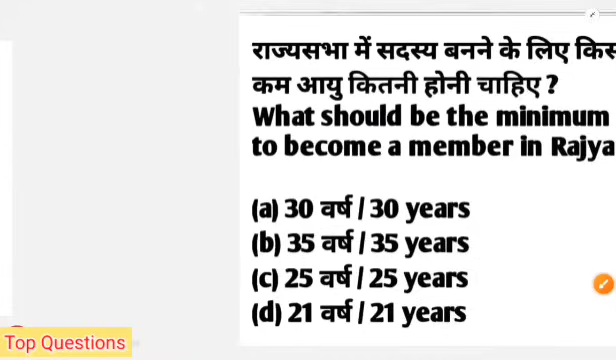 राज्यसभा में सदस्य बनने के लिए किस
कम आयु कितनी होनी चाहिए ?
What should be the minimum
to become a member in Rajya
(a) 30 वर्ष / 30 years
(b) 35 वर्ष / 35 years
(c) 25 वर्ष / 25 years
(d) 21 वर्ष / 21 years
Top Questions